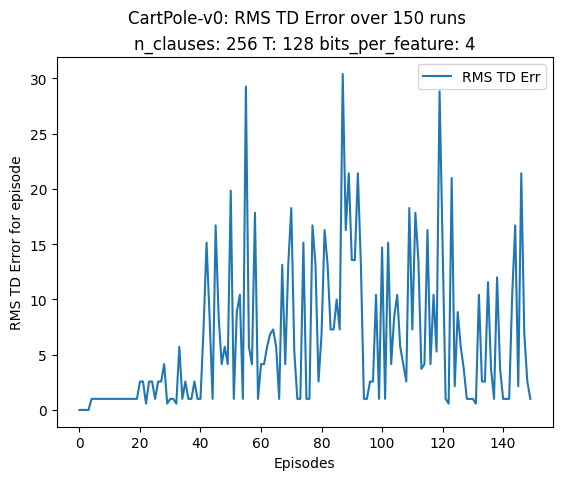 CartPole-v0: RMS TD Error over 150 runs
n_clauses: 256 T: 128 bits_per_feature: 4
RMS TD Err
RMS TD Error for episode
30
25
20
15
10
5
0
0 20 40 60 80 100 120 140
Episodes